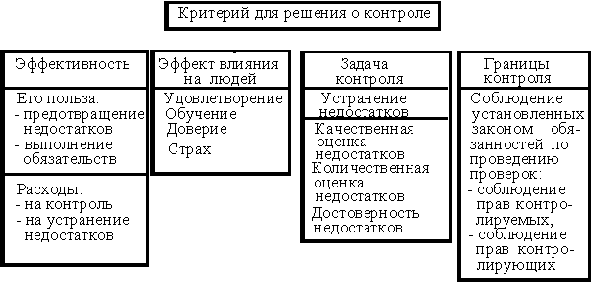 Критерий для решения о контроле
Эффективность
Его польза:
- предотвращение
недостатков
- выполнение
обязательств
Расходы:
- на контроль
- на устранение
недостатков
Эффект влияния
на людей
Удовлетворение
Обучение
Доверие
Страх
Задача
контроля
Устранение
недостатков
Качественная
оценка
недостатков
Количественная
оценка
недостатков
Достоверность
недостатков
Границы
контроля
Соблюдение
установленных
законом обя-
занностей по
проведению
проверок:
- соблюдение
прав контро-
лируемых,
- соблюдение
прав контро-
лирующих